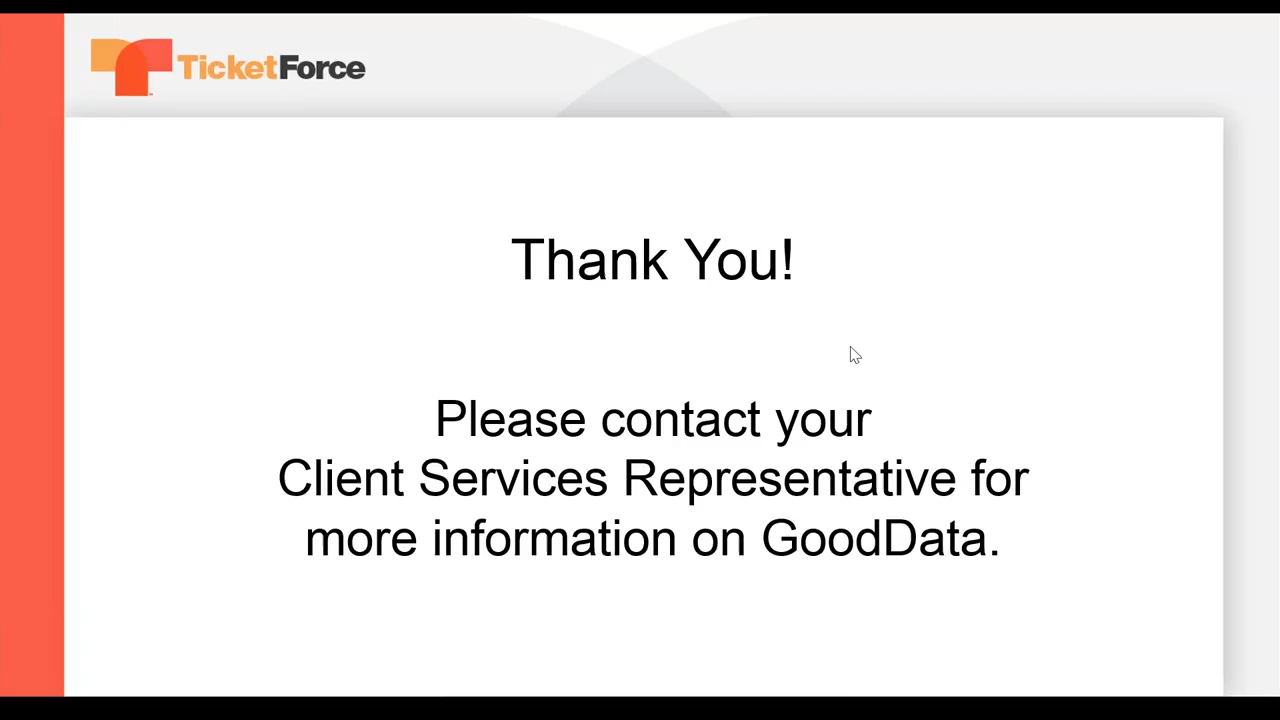 TicketForce
Thank You!
Please contact your
Client Services Representative for
more information on GoodData.